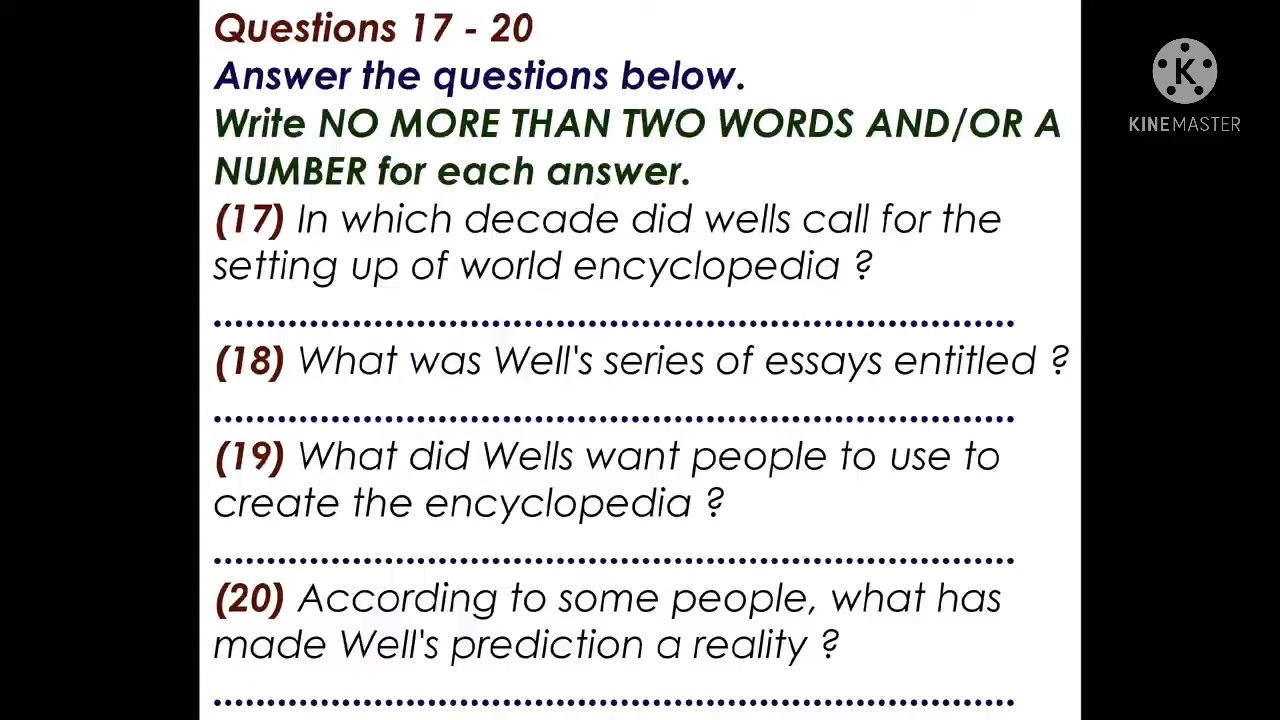 Questions 17 - 20
Answer the questions below.
Write NO MORE THAN TWO WORDS AND/OR A
NUMBER for each answer.
(17) In which decade did wells call for the
setting up of world encyclopedia ?
(18) What was Well's series of essays entitled ?
(19) What did Wells want people to use to
create the encyclopedia ?
(20) According to some people, what has
made Well's prediction a reality ?
K
KINEMASTER